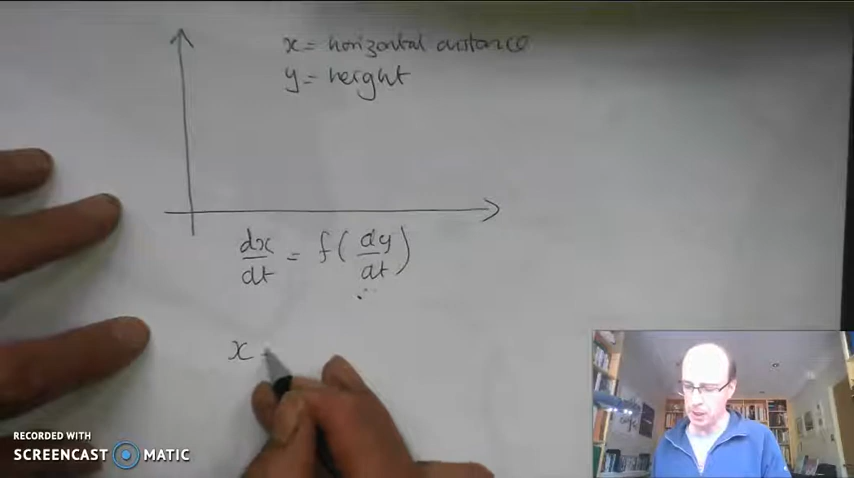 x = horizontal distance
y = height
dx/dt = f(dy/dt)
x
RECORDED WITH
SCREENCAST MATIC